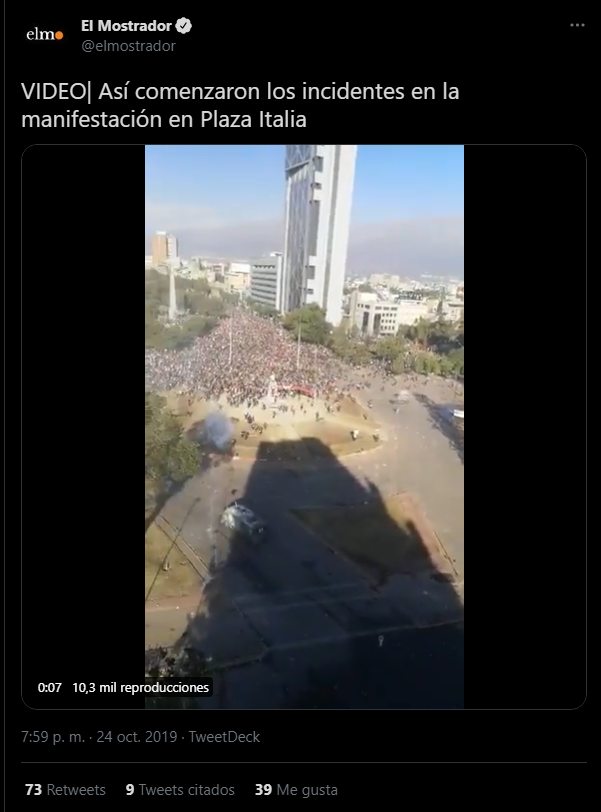 elmo
El Mostrador
@elmostrador
VIDEO| Así comenzaron los incidentes en la
manifestación en Plaza Italia
0:07 10,3 mil reproducciones
7:59 p. m. · 24 oct. 2019 · TweetDeck
73 Retweets 9 Tweets citados 39 Me gusta